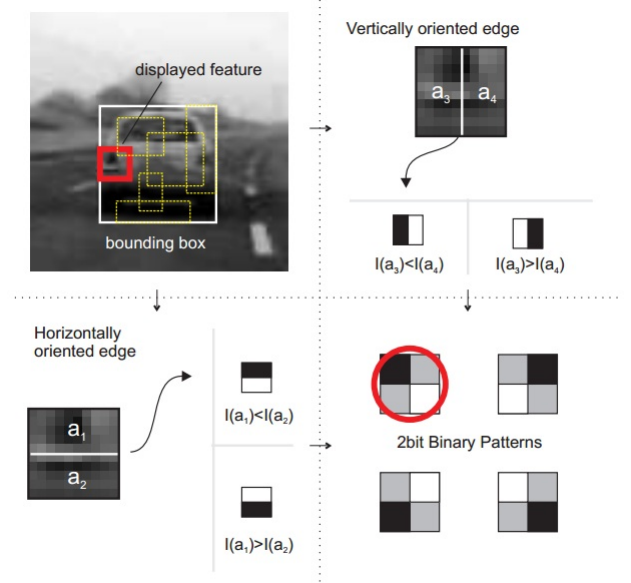 displayed feature
bounding box
Vertically oriented edge
a₃ a₄
I(a₃)<I(a₄)
I(a₃)>I(a₄)
Horizontally
oriented edge
a₁
a₂
I(a₁)<I(a₂)
I(a₁)>I(a₂)
2bit Binary Patterns